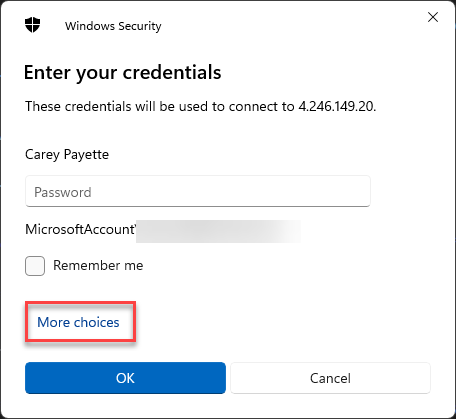 Windows Security
Enter your credentials
These credentials will be used to connect to 4.246.149.20.
Carey Payette
Password
MicrosoftAccount\
Remember me
More choices
OK
Cancel